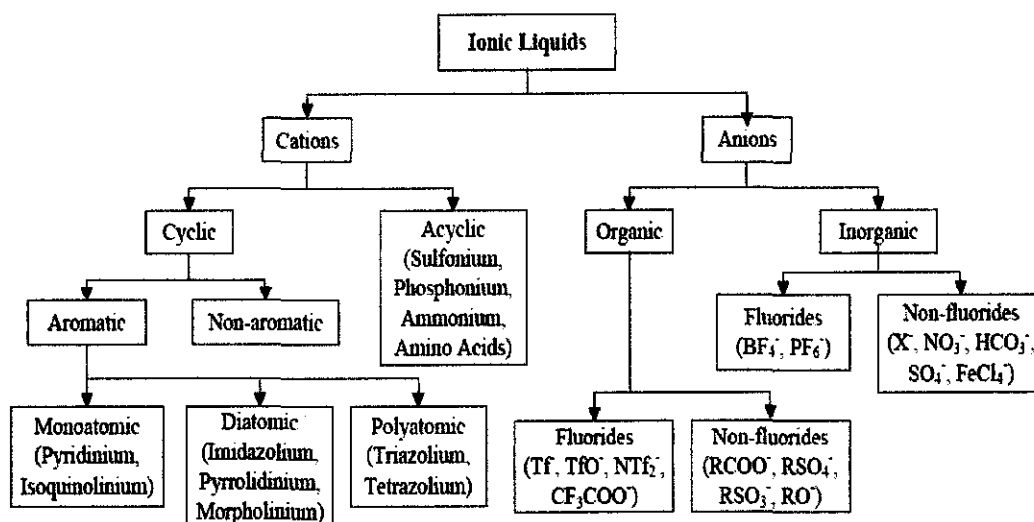 Ionic Liquids
Cations
Anions
Cyclic
Acyclic
(Sulfonium,
Phosphonium,
Ammonium,
Amino Acids)
Organic
Inorganic
Aromatic
Non-aromatic
Fluorides
(BF₄⁻, PF₆⁻)
Non-fluorides
(X⁻, NO₃⁻, HCO₃⁻,
SO₄⁻, FeCl₄⁻)
Monoatomic
(Pyridinium,
Isoquinolinium)
Diatomic
(Imidazolium,
Pyrrolidinium,
Morpholinium)
Polyatomic
(Triazolium,
Tetrazolium)
Fluorides
(Tf⁻, TfO⁻, NTf₂⁻,
CF₃COO⁻)
Non-fluorides
(RCOO⁻, RSO₄⁻,
RSO₃⁻, RO⁻)